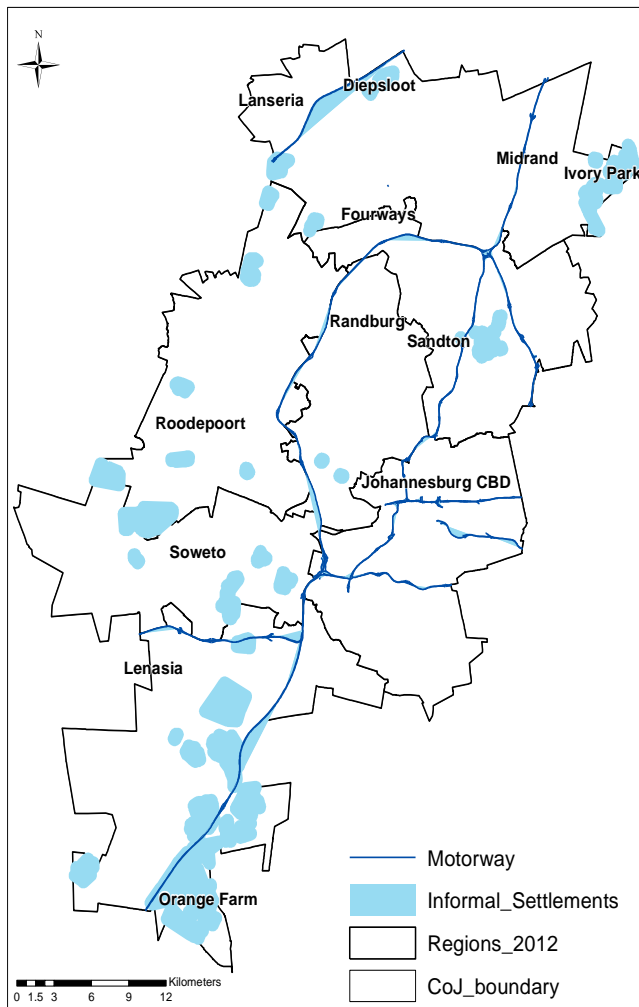 N
Diepsloot
Lanseria
Midrand
Ivory Park
Fourways
Randburg
Sandton
Roodepoort
Johannesburg CBD
Soweto
Lenasia
Orange Farm
Motorway
Informal_Settlements
Regions_2012
CoJ_boundary
Kilometers
0 1.5 3 6 9 12